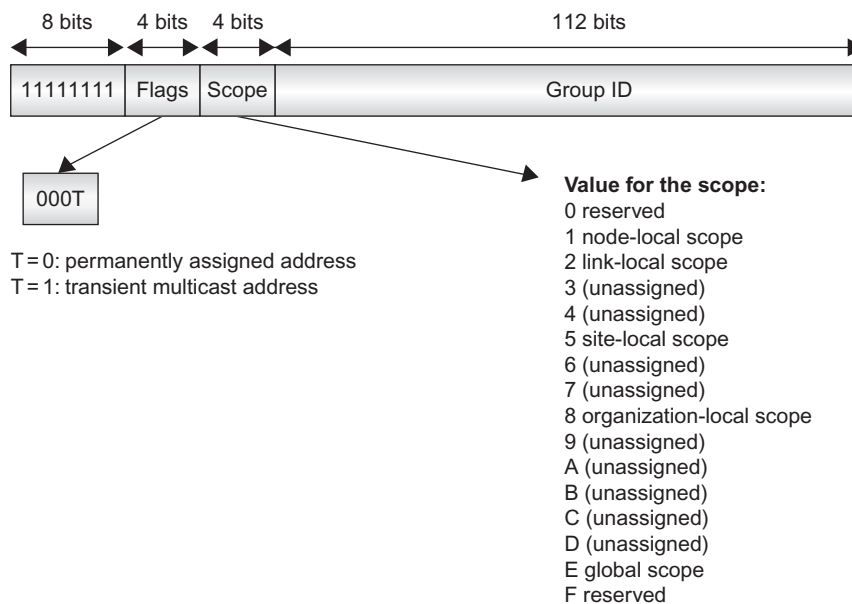 8 bits 4 bits 4 bits 112 bits
11111111 Flags Scope Group ID
000T
T = 0: permanently assigned address
T = 1: transient multicast address
Value for the scope:
0 reserved
1 node-local scope
2 link-local scope
3 (unassigned)
4 (unassigned)
5 site-local scope
6 (unassigned)
7 (unassigned)
8 organization-local scope
9 (unassigned)
A (unassigned)
B (unassigned)
C (unassigned)
D (unassigned)
E global scope
F reserved